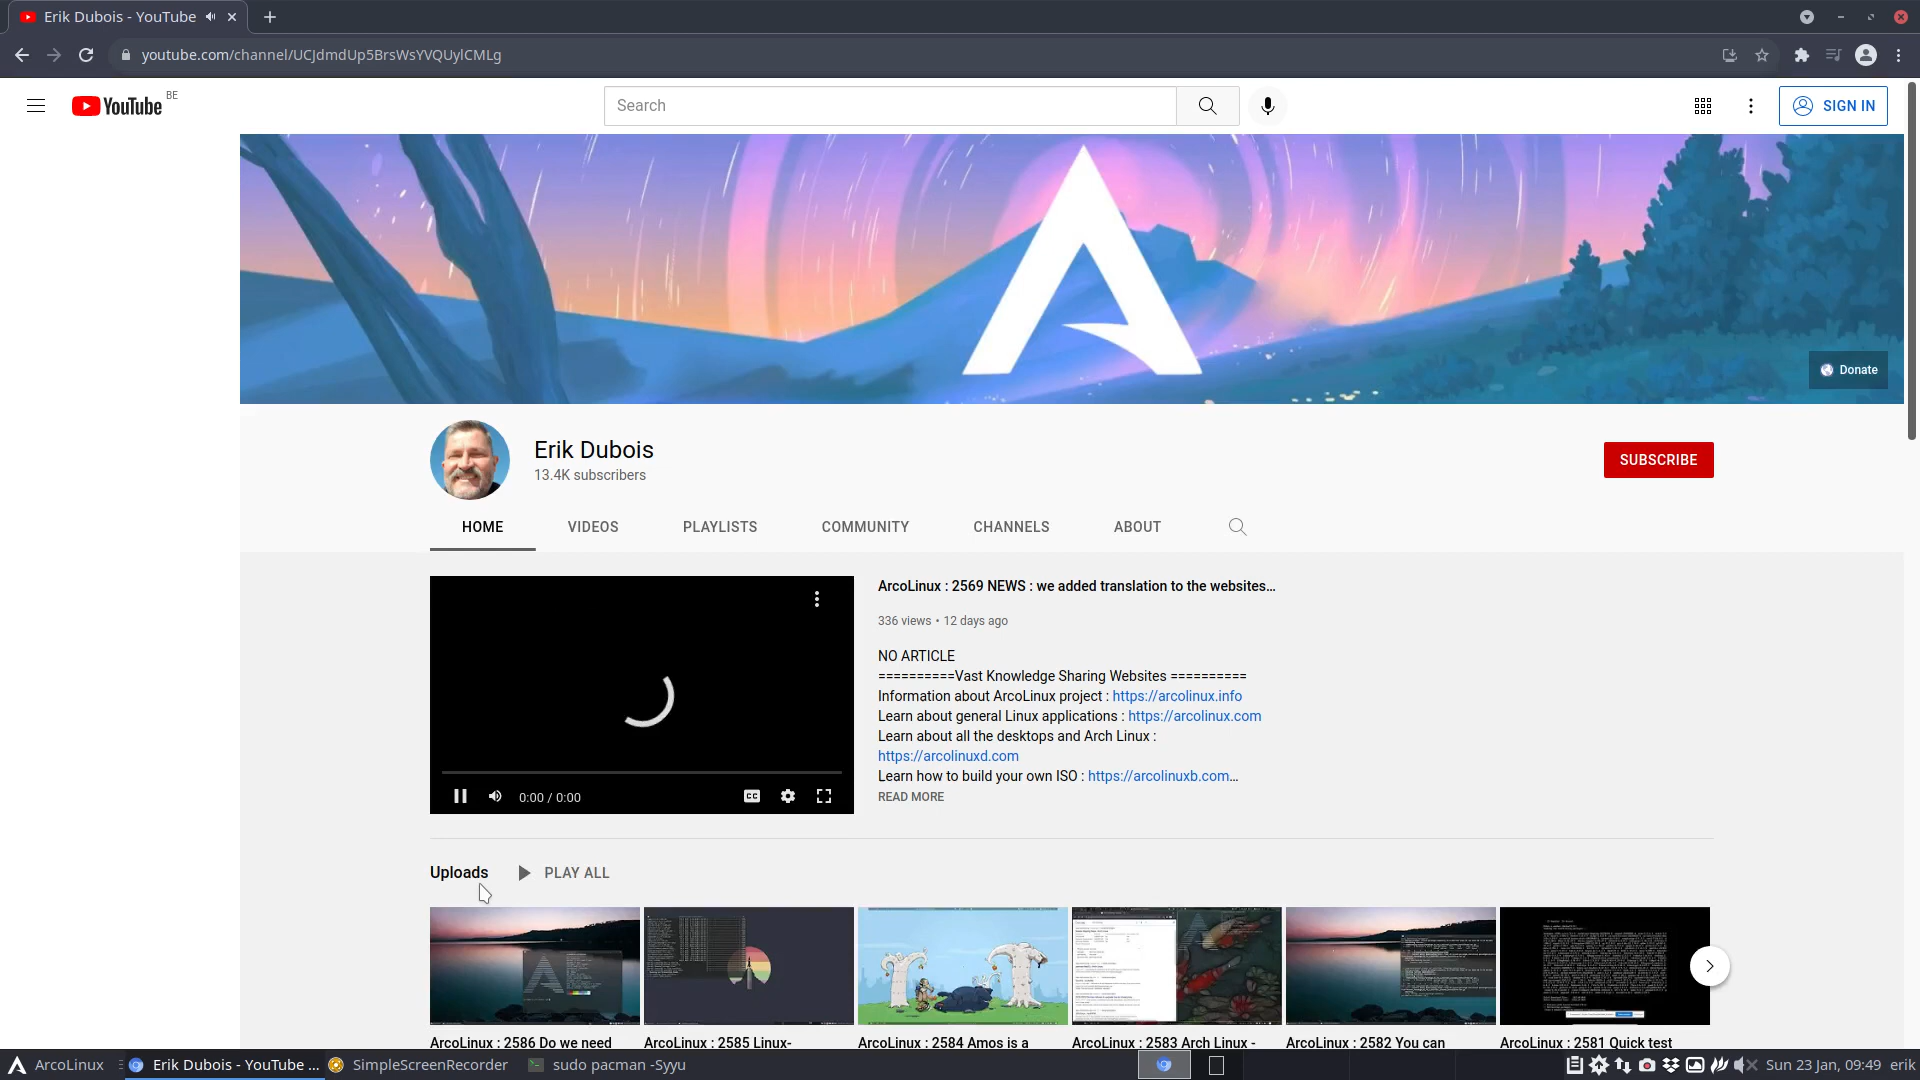 Erik Dubois - YouTube
youtube.com/channel/UCJdmdUp5BrsWsYVQUylCMLg
YouTube BE
Search
SIGN IN
Donate
Erik Dubois
13.4K subscribers
SUBSCRIBE
HOME VIDEOS PLAYLISTS COMMUNITY CHANNELS ABOUT
ArcoLinux : 2569 NEWS : we added translation to the websites...
336 views • 12 days ago
NO ARTICLE
==========Vast Knowledge Sharing Websites ==========
Information about ArcoLinux project : https://arcolinux.info
Learn about general Linux applications : https://arcolinux.com
Learn about all the desktops and Arch Linux :
https://arcolinuxd.com
Learn how to build your own ISO : https://arcolinuxb.com...
READ MORE
CC
0:00 / 0:00
Uploads PLAY ALL
ArcoLinux : 2586 Do we need
ArcoLinux : 2585 Linux-
ArcoLinux : 2584 Amos is a
ArcoLinux : 2583 Arch Linux -
ArcoLinux : 2582 You can
ArcoLinux : 2581 Quick test
ArcoLinux Erik Dubois - YouTube ... SimpleScreenRecorder sudo pacman -Syyu Sun 23 Jan, 09:49 erik